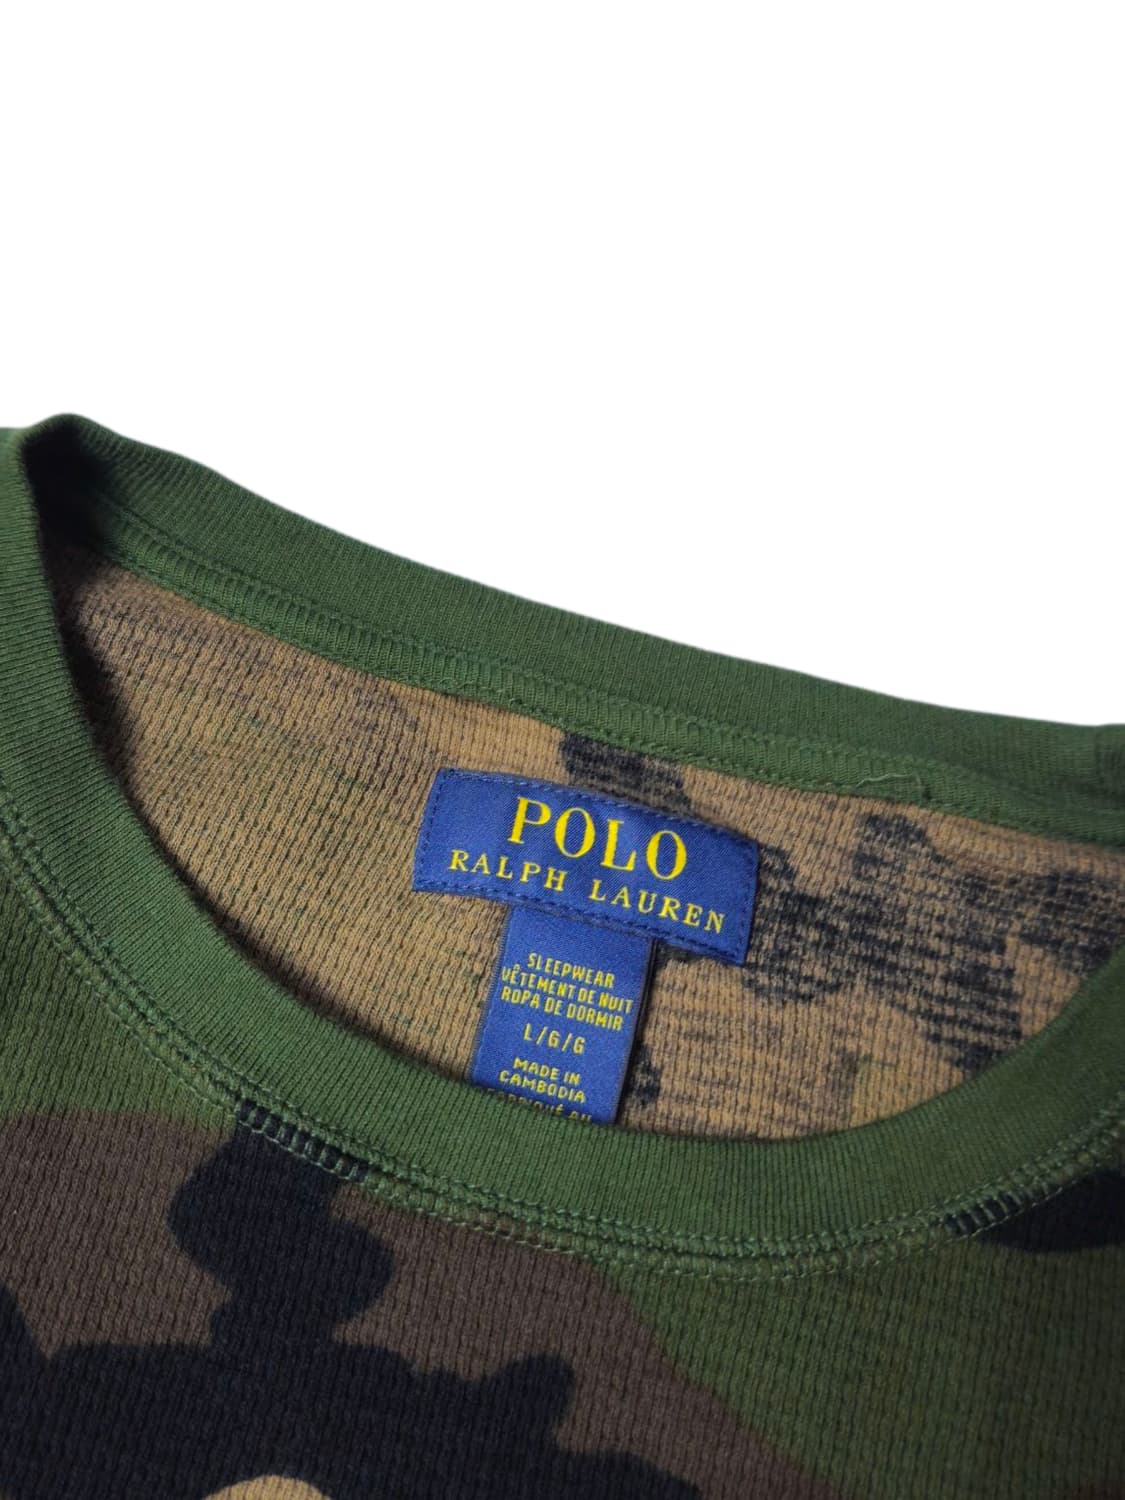 POLO
RALPH LAUREN
SLEEPWEAR
VÊTEMENT DE NUIT
ROPA DE DORMIR
L/G/G
MADE IN
CAMBODIA